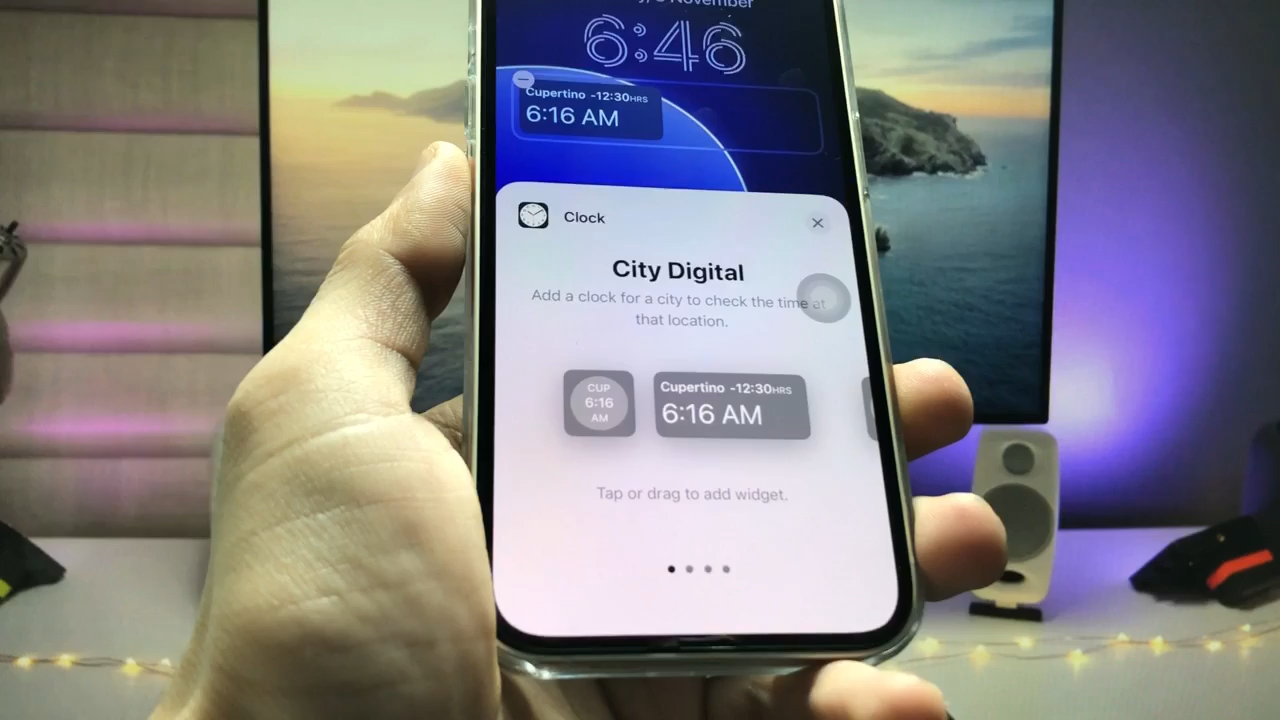 November
6:46
Cupertino -12:30HRS
6:16 AM
Clock
City Digital
Add a clock for a city to check the time at
that location.
CUP
6:16
AM
Cupertino -12:30HRS
6:16 AM
Tap or drag to add widget.